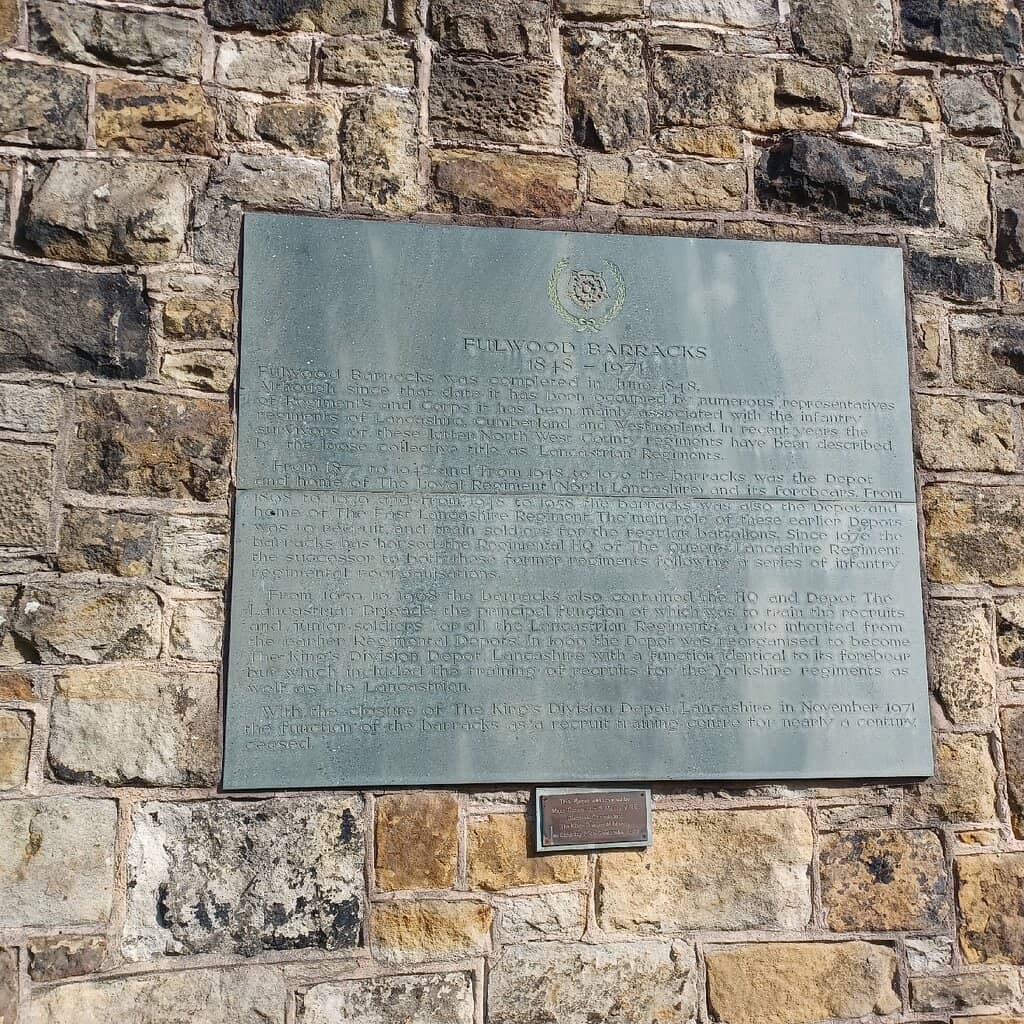 FULWOOD BARRACKS
1848 - 1971
Fulwood Barracks was completed in June 1848.
Although since that date it has been occupied by numerous representatives
of Regiments and Corps it has been mainly associated with the infantry
regiments of Lancashire, Cumberland and Westmorland. In recent years the
survivors of these latter North West County regiments have been described
by the loose collective title as 'Lancastrian' Regiments.
From to and from 1948 to 1970 the barracks was the Depot
and home of The Loyal Regiment (North Lancashire) and its forebears. From
1898 to and from to 1958 the barracks was also the Depot and
home of The East Lancashire Regiment. The main role of these earlier Depots
was to recruit and train soldiers for the regular battalions. Since 1970 the
barracks has housed the Regimental HQ of The Queen's Lancashire Regiment,
the successor to both these former regiments following a series of infantry
regimental reorganisations.
From to 1968 the barracks also contained the HQ and Depot The
Lancastrian Brigade, the principal function of which was to train the recruits
and junior soldiers for all the Lancastrian Regiments, a role inherited from
the earlier Regimental Depots. In the Depot was reorganised to become
The King's Division Depot, Lancashire with a function identical to its forebear
but which included the training of recruits for the Yorkshire regiments as
well as the Lancastrian.
With the closure of The King's Division Depot, Lancashire in November 1971
the function of the barracks as a recruit training centre for nearly a century
ceased.